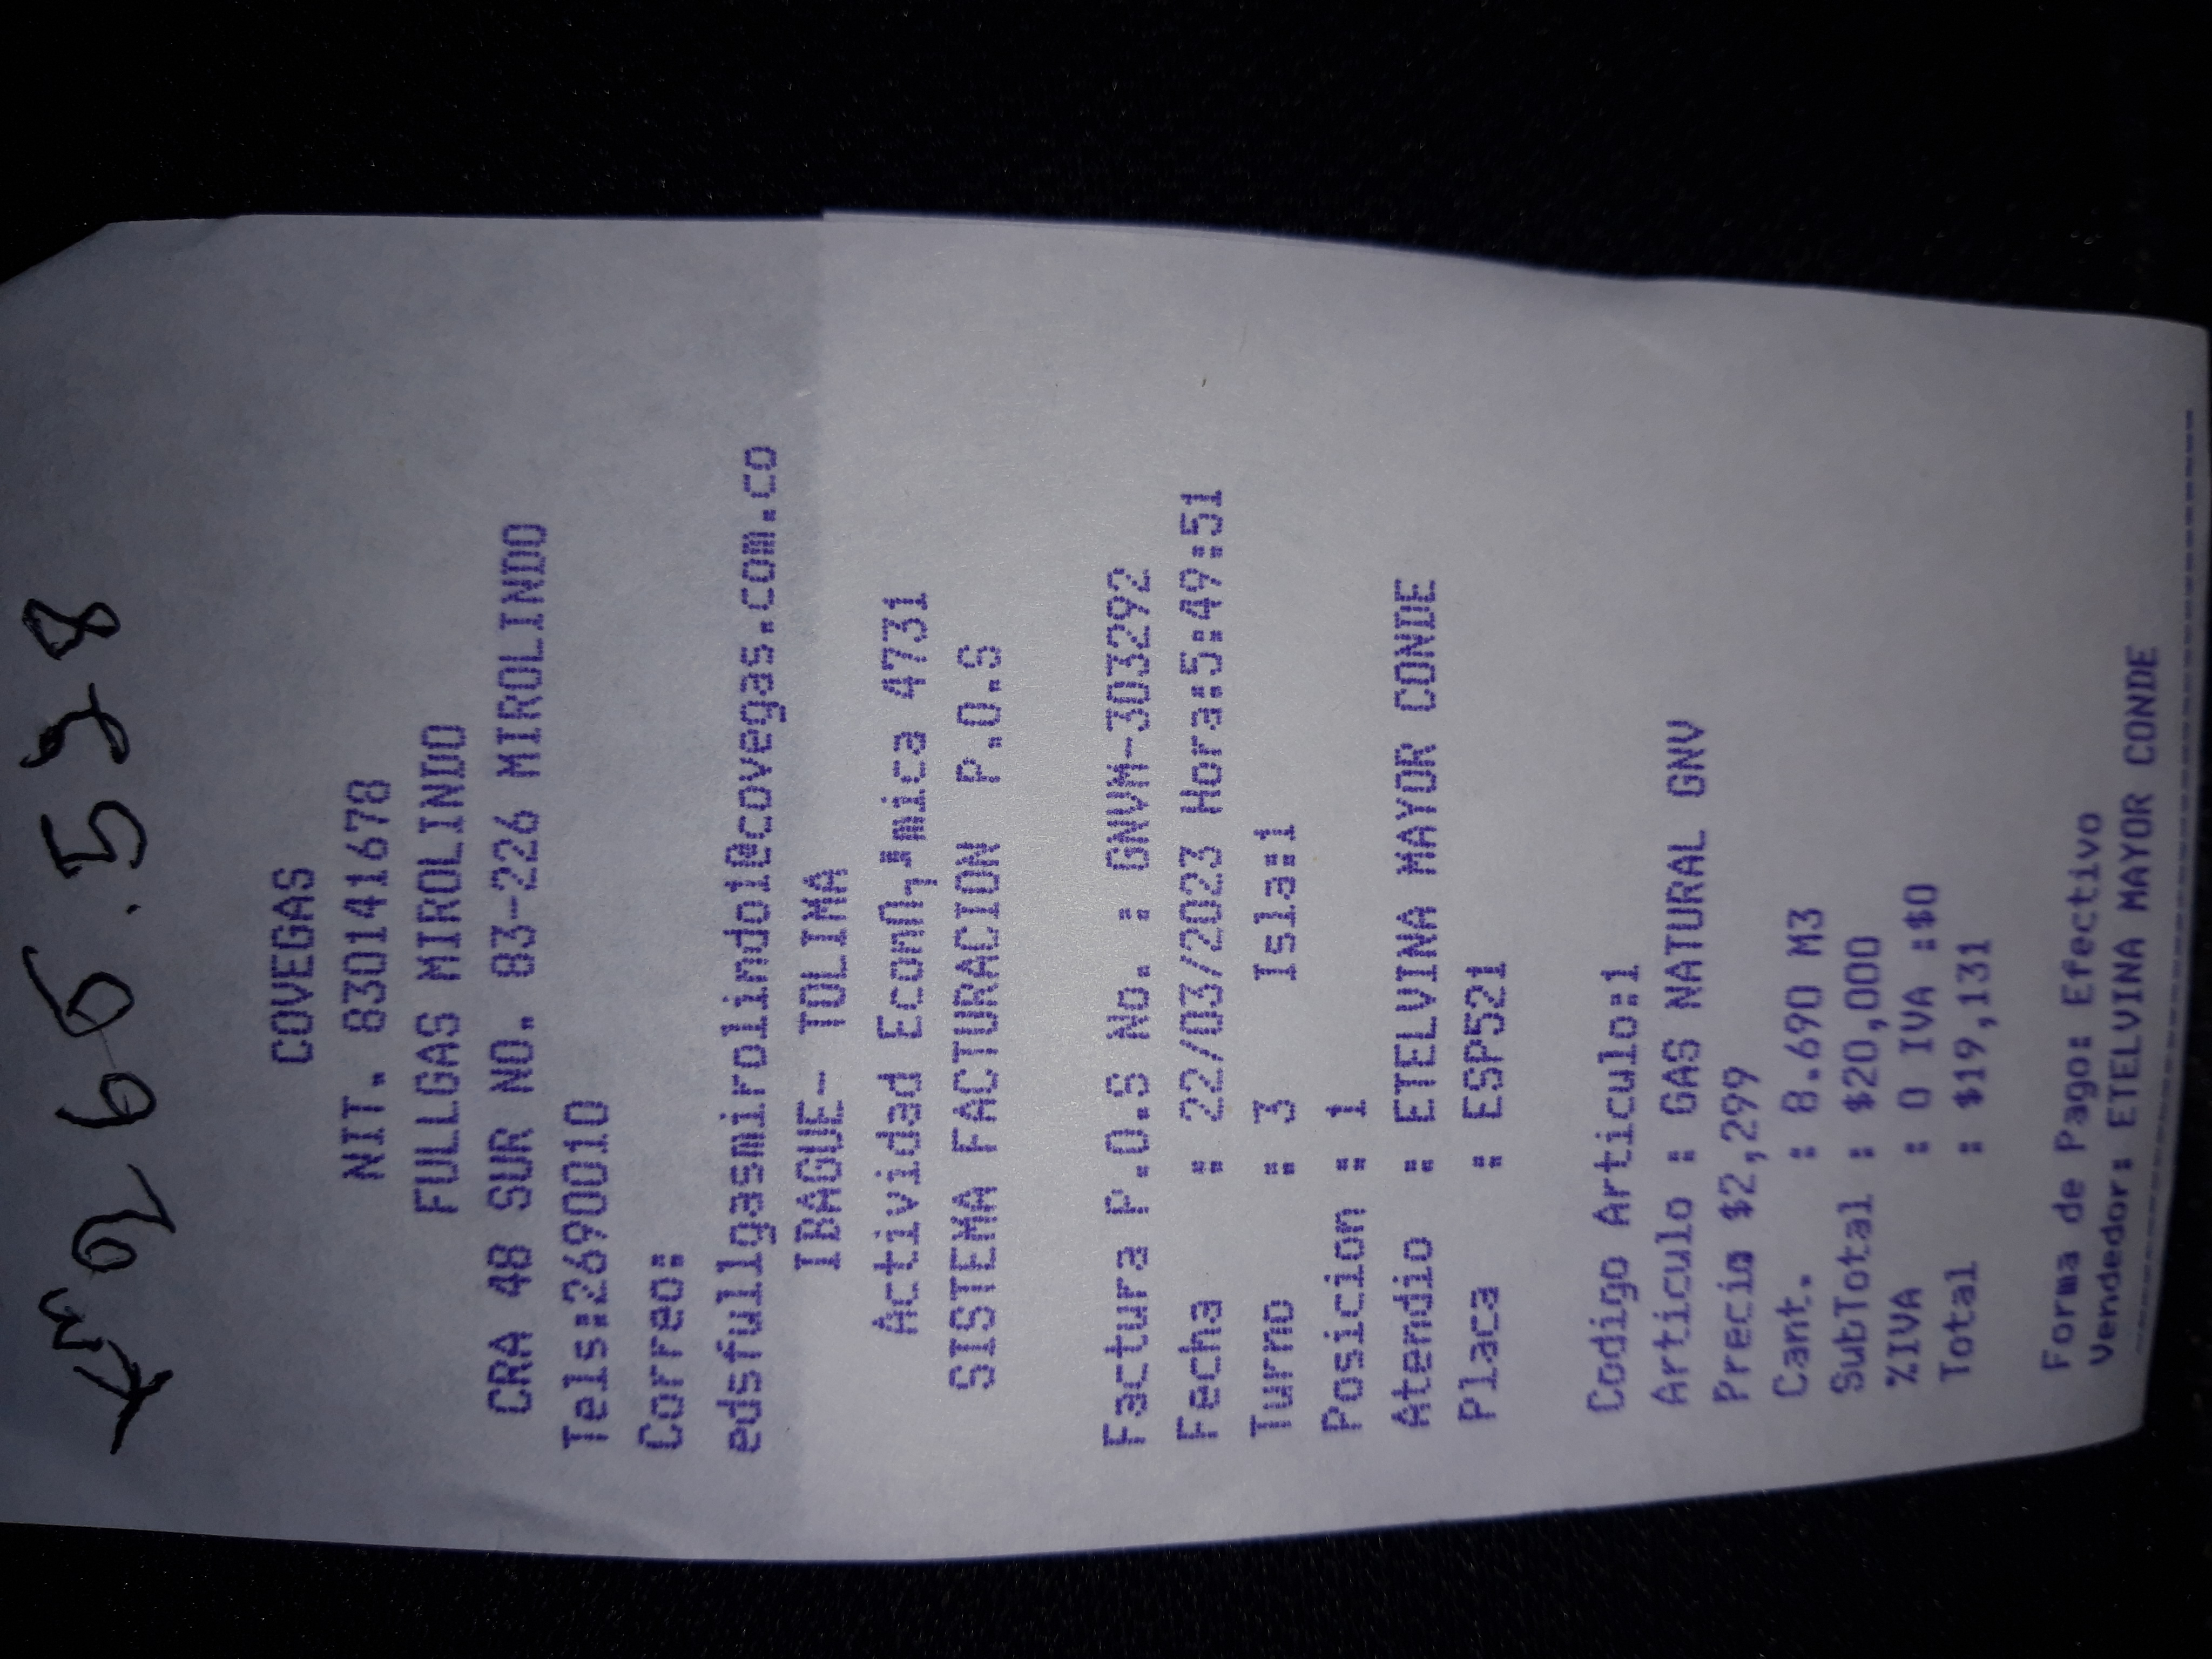 Km 266.598
COVEGAS
NIT. 830141678
FULLGAS MIROLINDO
CRA 48 SUR NO. 83-226 MIROLINDO
Tels:2690010
Correo:
edsfullgasmirolindo1@covegas.com.co
IBAGUE- TOLIMA
Actividad mica 4731
SISTEMA FACTURACION P.O.S
Factura P.O.S No. : GNVM-303292
Fecha : 22/03/2023 Hora:5:49:51
Turno : 3 Isla:1
Posicion : 1
Atendio : ETELVINA MAYOR CONDE
Placa : ESP521
Codigo Articulo:1
Articulo : GAS NATURAL GNV
Precio $2,299
Cant. : 8.690 M3
SubTotal : $20,000
%IVA : 0 IVA :$0
Total : $19,131
Forma de Pago: Efectivo
Vendedor: ETELVINA MAYOR CONDE